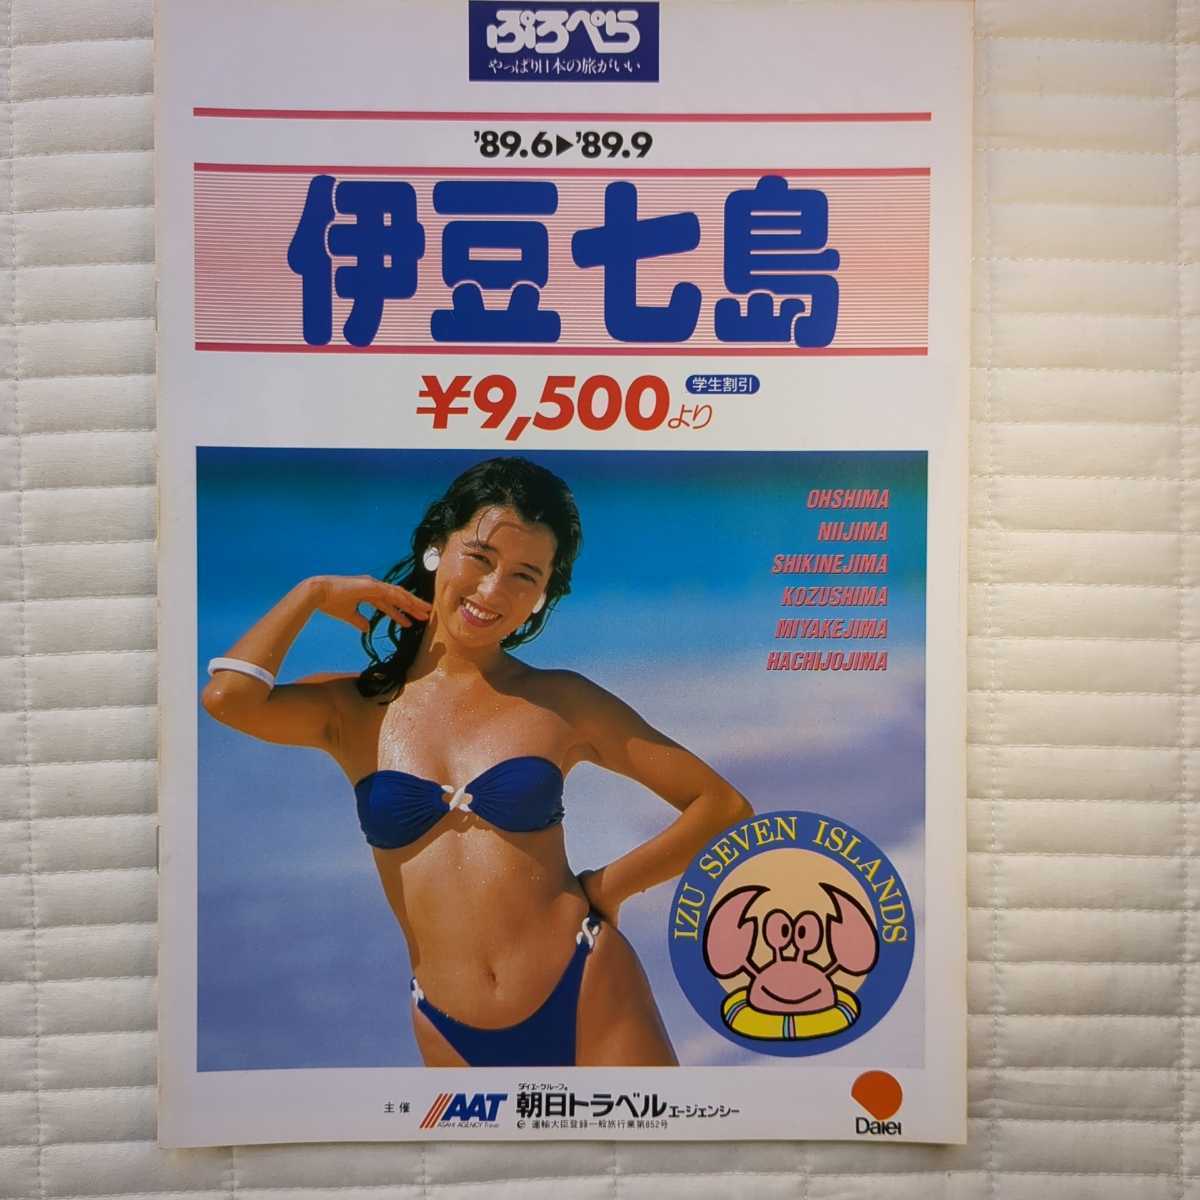 ぷろぺら
やっぱり日本の旅がいい
'89.6▶'89.9
伊豆七島
¥9,500より
学生割引
OHSHIMA
NIIJIMA
SHIKINEJIMA
KOZUSHIMA
MIYAKEJIMA
HACHIJOJIMA
IZU SEVEN ISLANDS
主催
AAT
ASAHI AGENCY Travel
ダイエーグループ
朝日トラベルエージェンシー
運輸大臣登録一般旅行業第852号
Daiei